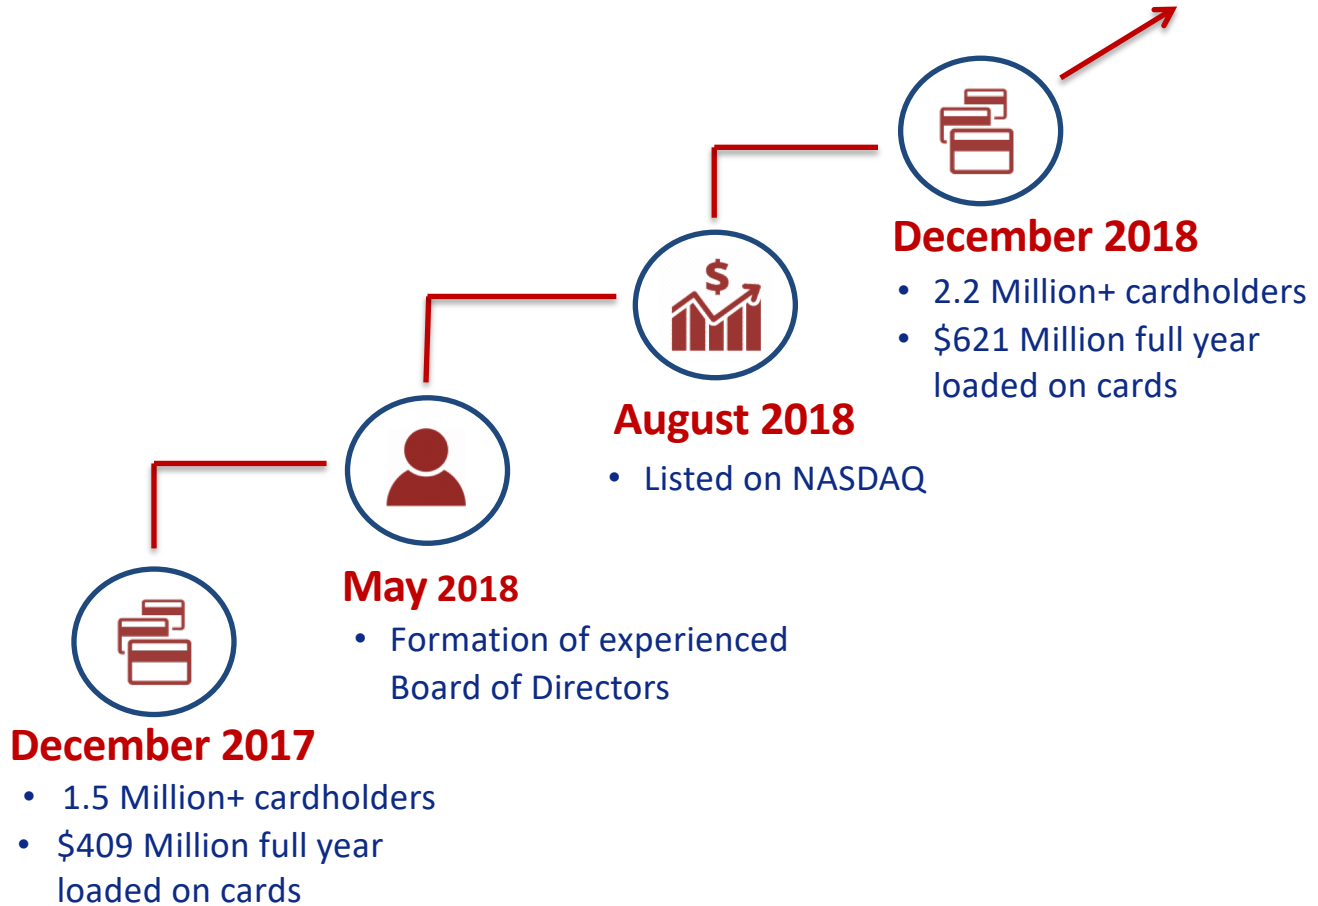 December 2017
• 1.5 Million+ cardholders
• $409 Million full year
loaded on cards
May 2018
• Formation of experienced
Board of Directors
$
August 2018
• Listed on NASDAQ
December 2018
• 2.2 Million+ cardholders
• $621 Million full year
loaded on cards